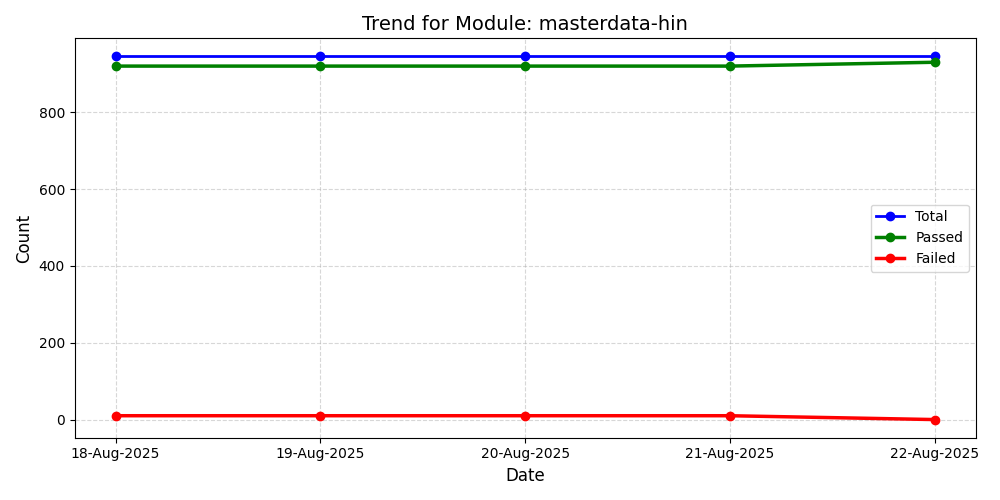 Trend for Module: masterdata-hin
Count
800
600
400
200
0
Total
Passed
Failed
18-Aug-2025 19-Aug-2025 20-Aug-2025 21-Aug-2025 22-Aug-2025
Date